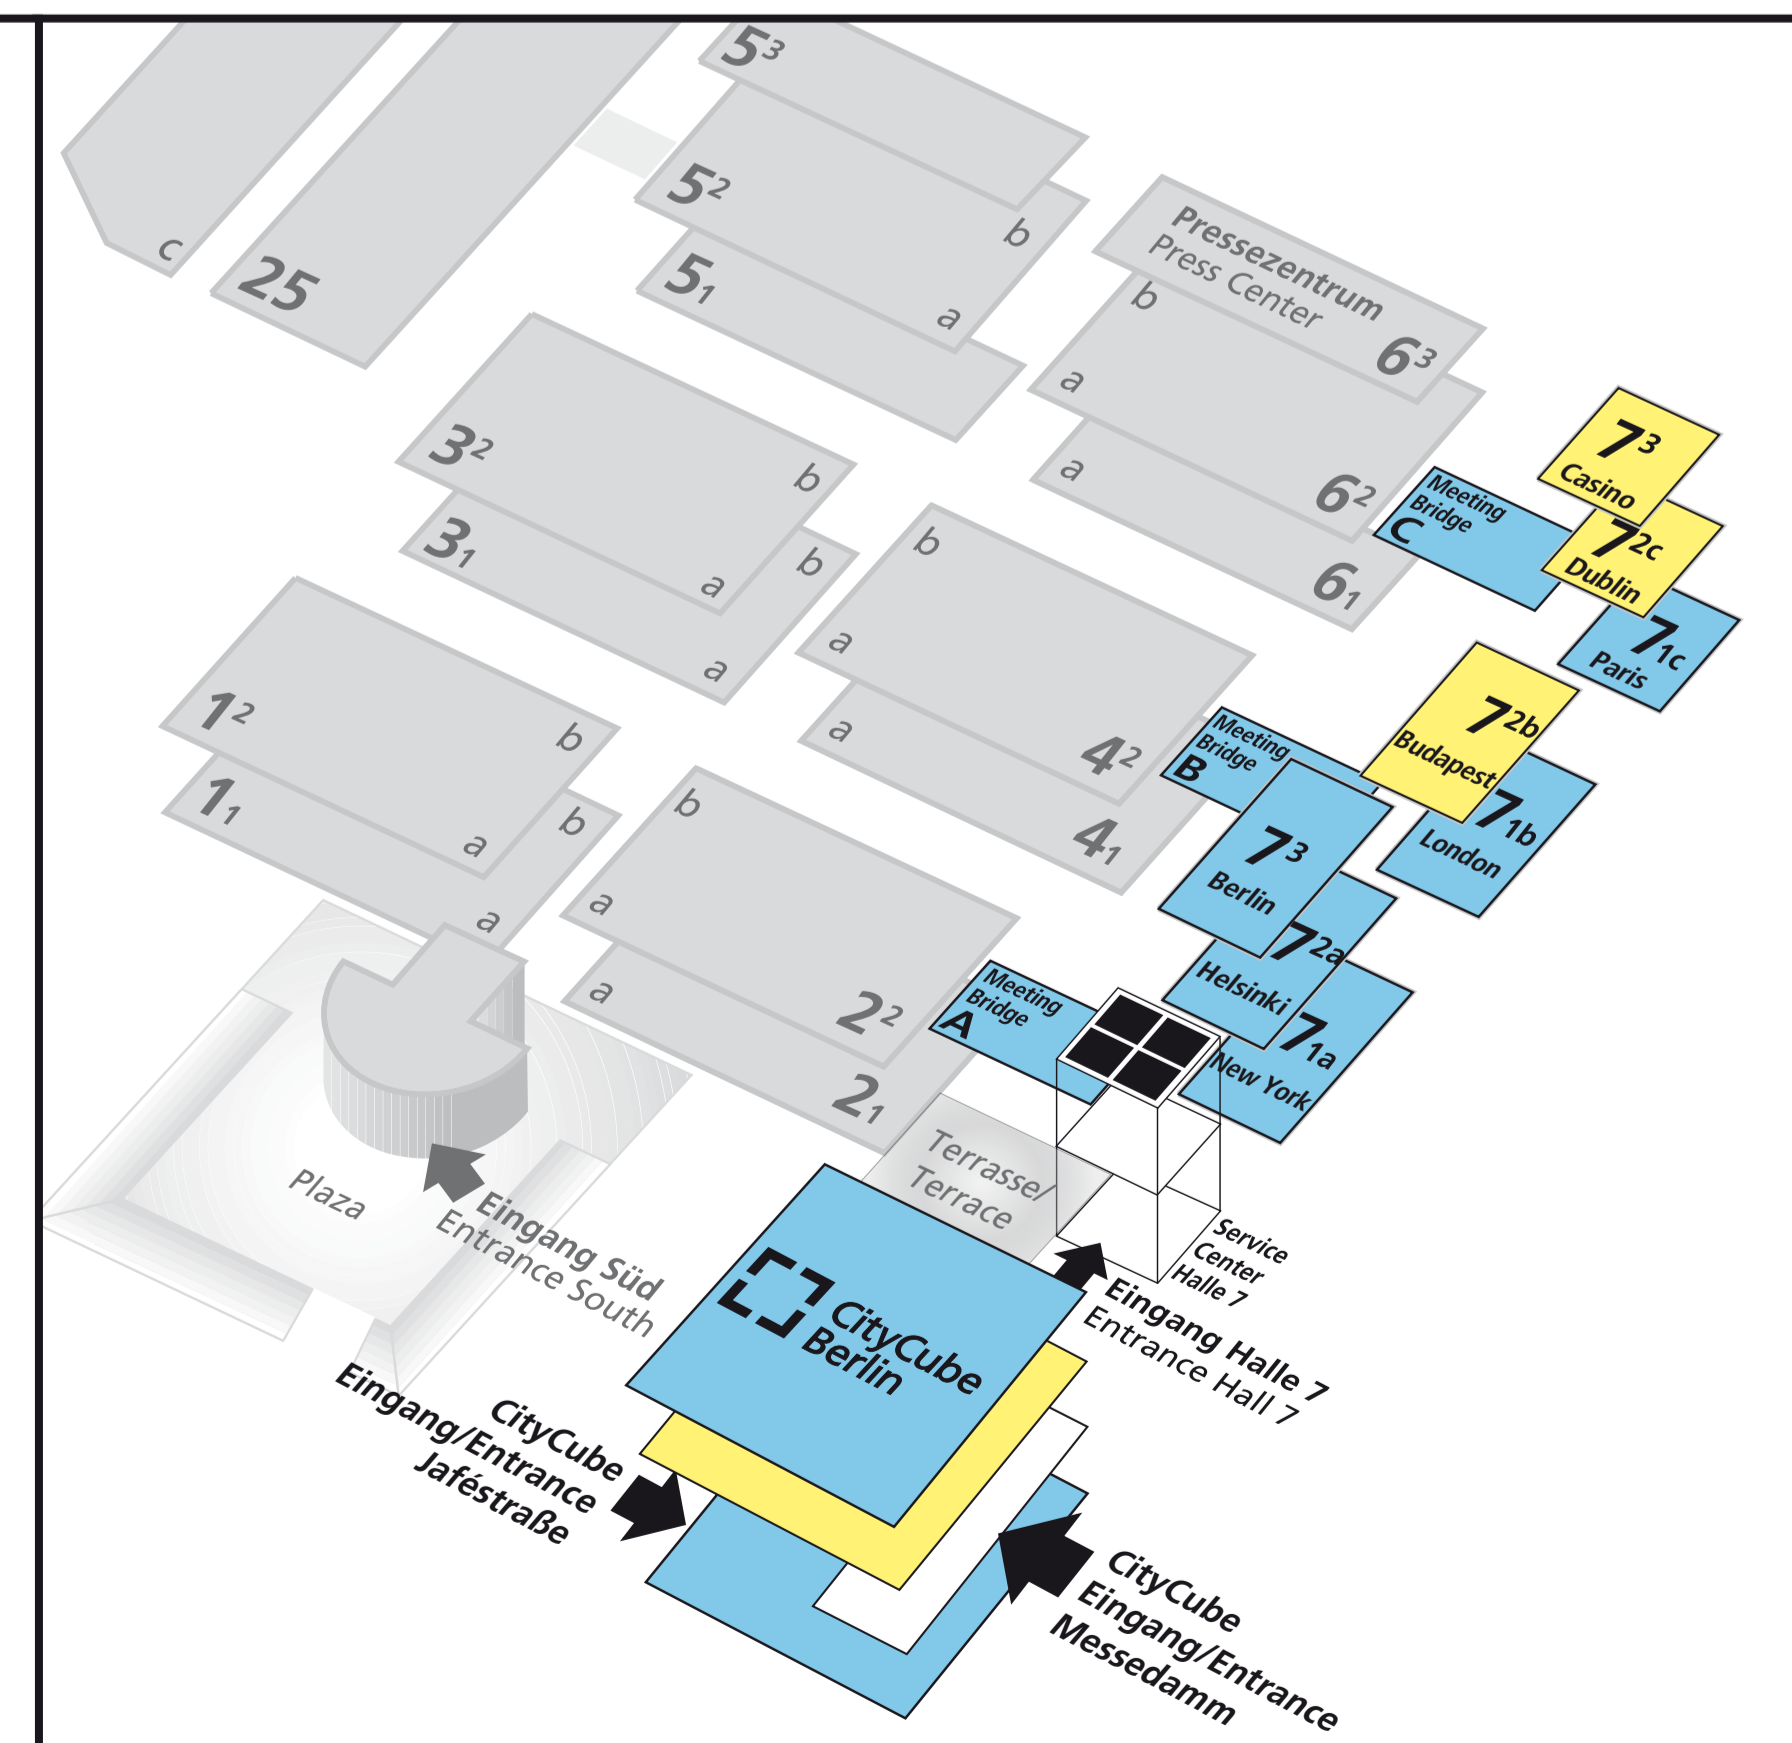 5³
5²
b
5₁
a
c
25
Pressezentrum
Press Center
6³
b
a
6²
a
6₁
3²
b
3₁
b
a
a
7³
Casino
Meeting
Bridge
C
7²ᶜ
Dublin
7₁c
Paris
b
a
4²
a
4₁
1²
b
1₁
b
a
a
7²ᵇ
Budapest
7₁b
London
Meeting
Bridge
B
7³
Berlin
7²ᵃ
Helsinki
7₁a
New York
b
a
2²
a
2₁
Meeting
Bridge
A
Terrasse/
Terrace
Plaza
Eingang Süd
Entrance South
Service
Center
Halle 7
Eingang Halle 7
Entrance Hall 7
CityCube
Berlin
CityCube
Eingang/Entrance
Jaféstraße
CityCube
Eingang/Entrance
Messedamm